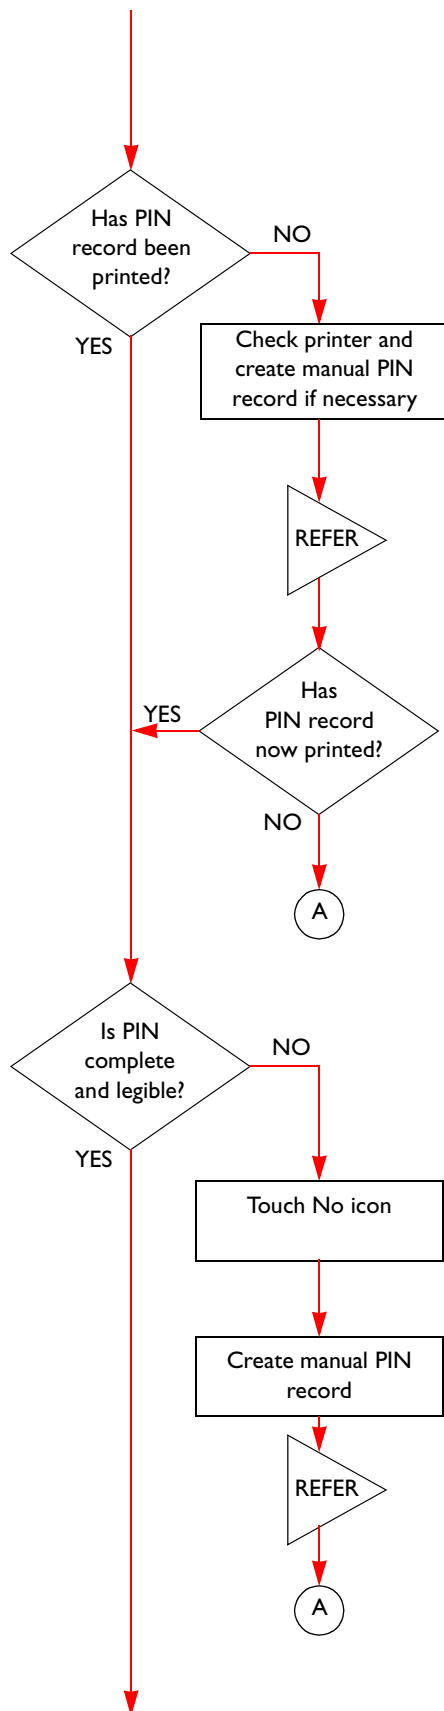 Has PIN
record been
printed?
NO
YES
Check printer and
create manual PIN
record if necessary
REFER
Has
PIN record
now printed?
YES
NO
A
Is PIN
complete
and legible?
NO
YES
Touch No icon
Create manual PIN
record
REFER
A